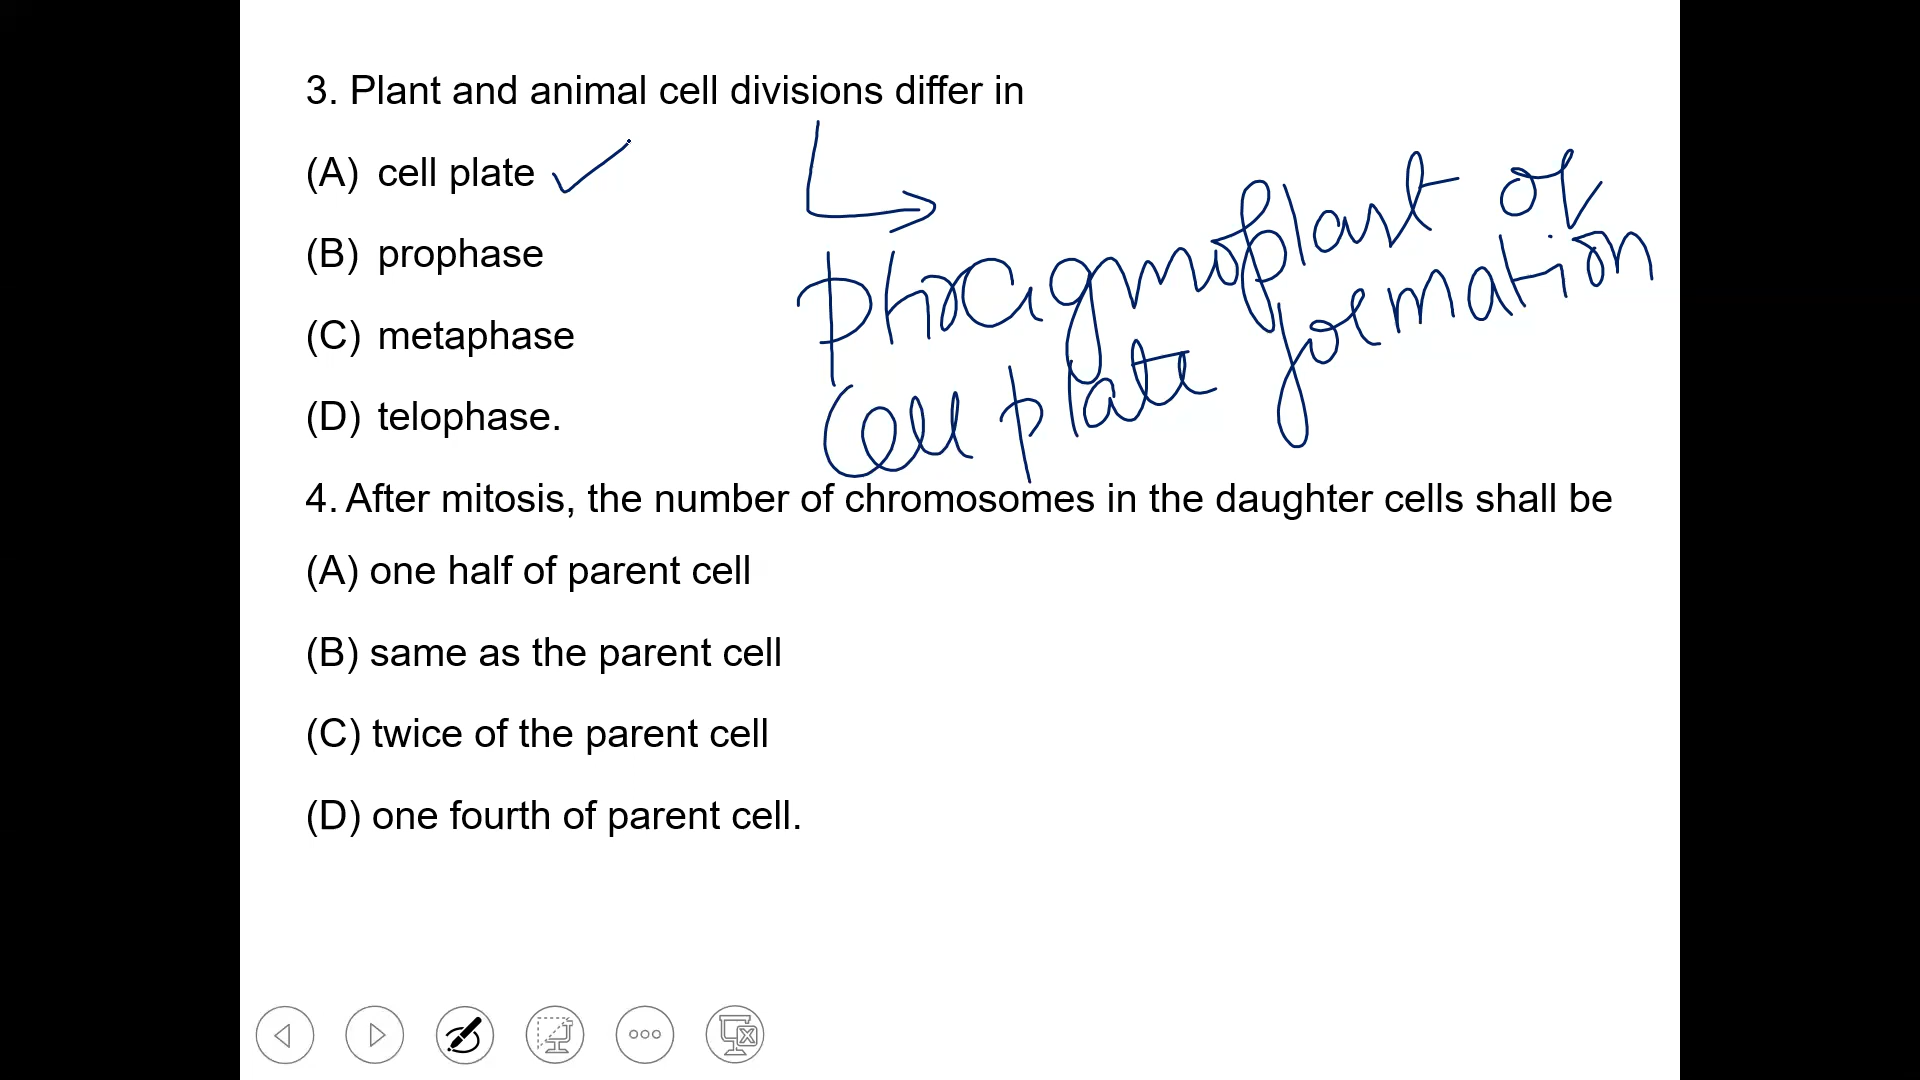 3. Plant and animal cell divisions differ in
(A) cell plate
(B) prophase
(C) metaphase
(D) telophase.
phragmoplast or
cell plate formation
4. After mitosis, the number of chromosomes in the daughter cells shall be
(A) one half of parent cell
(B) same as the parent cell
(C) twice of the parent cell
(D) one fourth of parent cell.